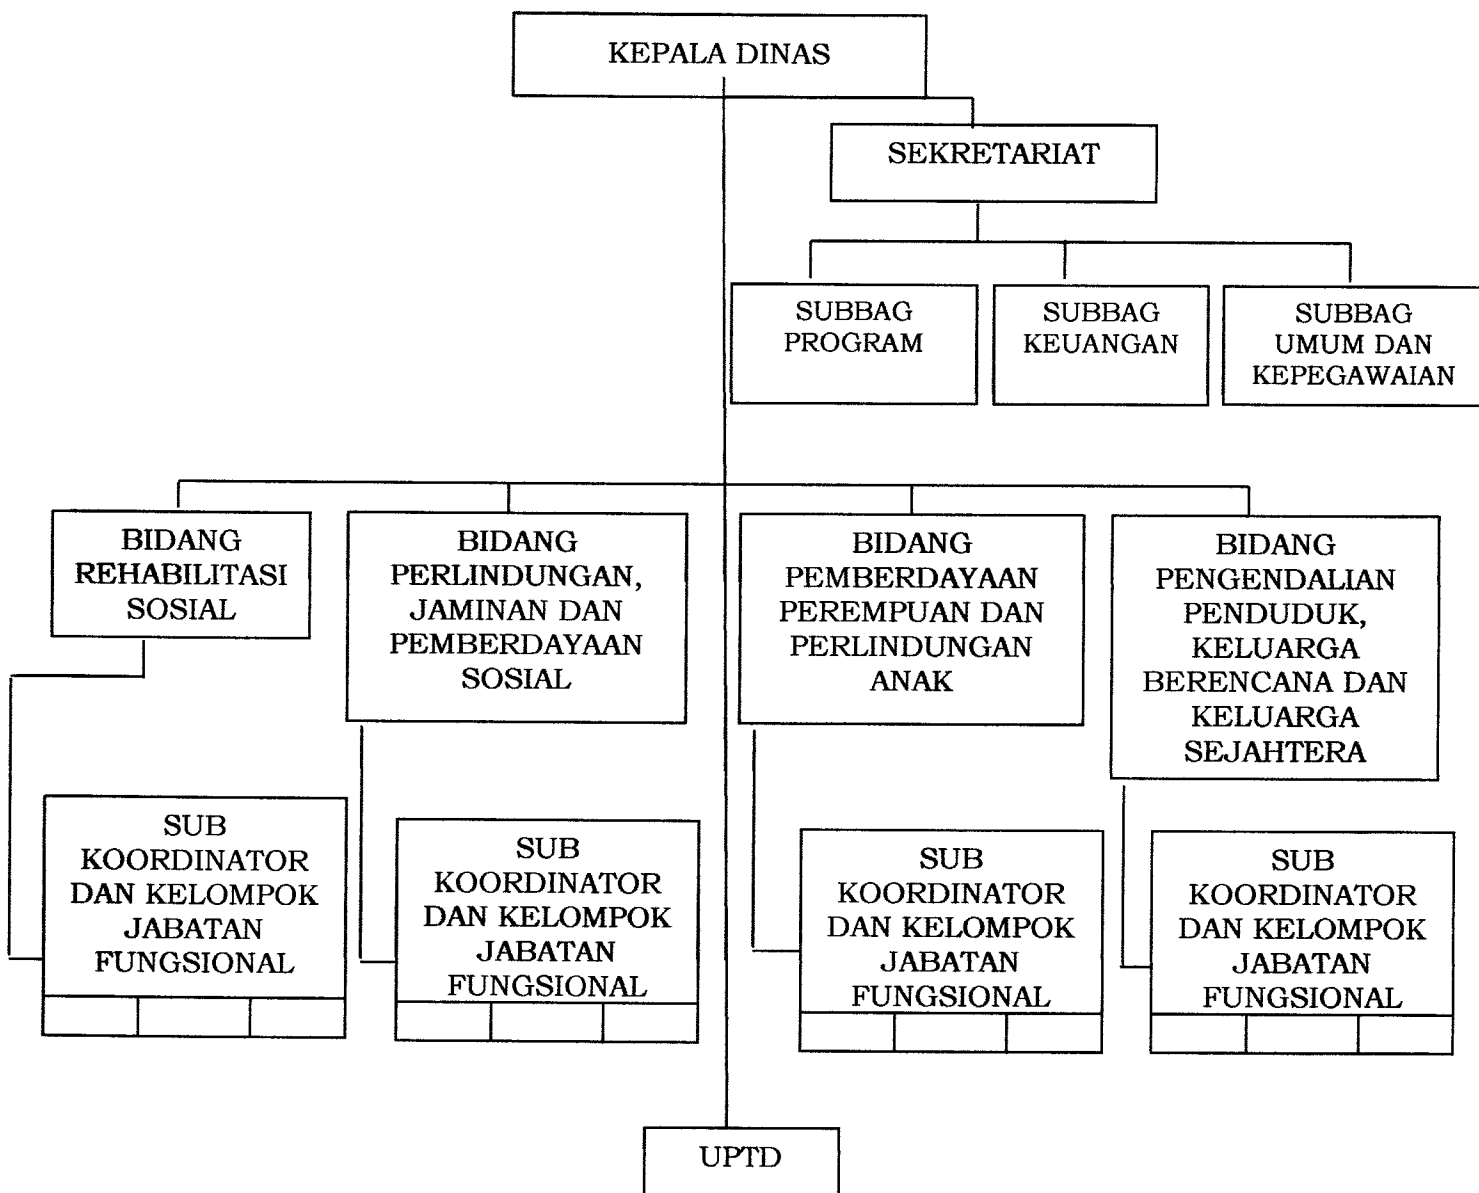 KEPALA DINAS
SEKRETARIAT
SUBBAG
PROGRAM
SUBBAG
KEUANGAN
SUBBAG
UMUM DAN
KEPEGAWAIAN
BIDANG
REHABILITASI
SOSIAL
BIDANG
PERLINDUNGAN,
JAMINAN DAN
PEMBERDAYAAN
SOSIAL
BIDANG
PEMBERDAYAAN
PEREMPUAN DAN
PERLINDUNGAN
ANAK
BIDANG
PENGENDALIAN
PENDUDUK,
KELUARGA
BERENCANA DAN
KELUARGA
SEJAHTERA
SUB
KOORDINATOR
DAN KELOMPOK
JABATAN
FUNGSIONAL
SUB
KOORDINATOR
DAN KELOMPOK
JABATAN
FUNGSIONAL
SUB
KOORDINATOR
DAN KELOMPOK
JABATAN
FUNGSIONAL
SUB
KOORDINATOR
DAN KELOMPOK
JABATAN
FUNGSIONAL
UPTD